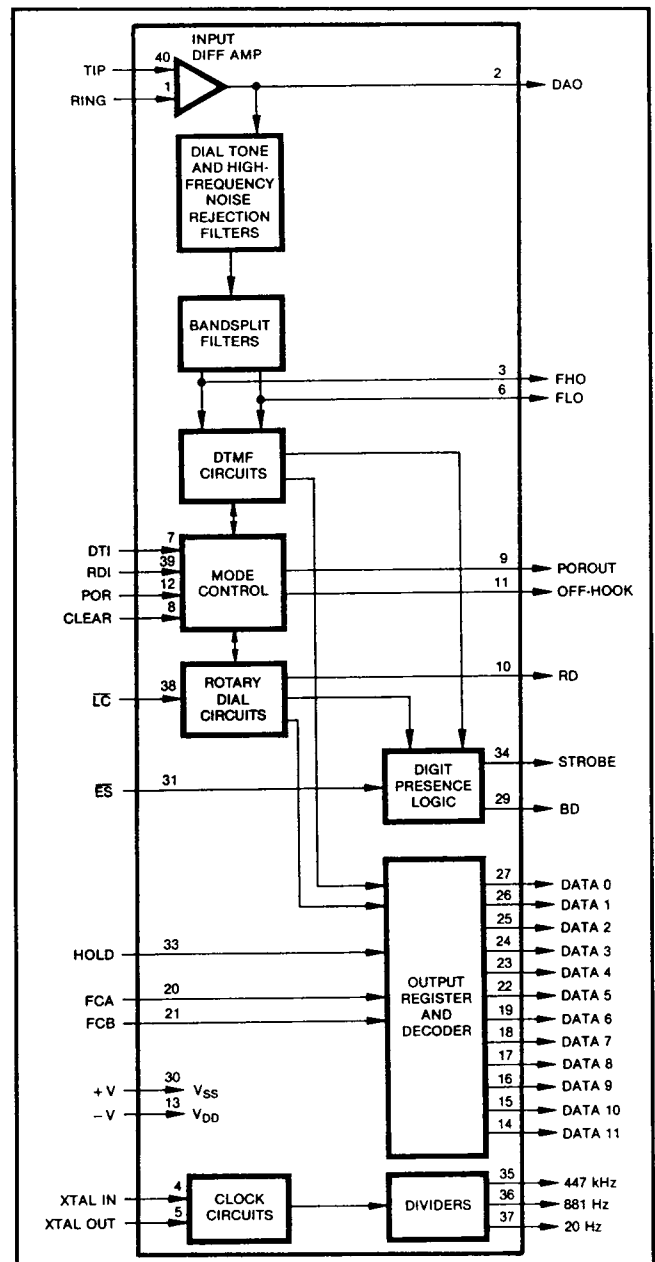 INPUT
DIFF AMP
TIP 40
RING 1
2 DAO
DIAL TONE
AND HIGH-
FREQUENCY
NOISE
REJECTION
FILTERS
BANDSPLIT
FILTERS
3 FHO
6 FLO
DTMF
CIRCUITS
DTI 7
RDI 39
POR 12
CLEAR 8
MODE
CONTROL
9 POROUT
11 OFF-HOOK
L̅C̅ 38
ROTARY
DIAL
CIRCUITS
10 RD
E̅S̅ 31
DIGIT
PRESENCE
LOGIC
34 STROBE
29 BD
HOLD 33
FCA 20
FCB 21
OUTPUT
REGISTER
AND
DECODER
27 DATA 0
26 DATA 1
25 DATA 2
24 DATA 3
23 DATA 4
22 DATA 5
19 DATA 6
18 DATA 7
17 DATA 8
16 DATA 9
15 DATA 10
14 DATA 11
+V 30 VSS
−V 13 VDD
XTAL IN 4
XTAL OUT 5
CLOCK
CIRCUITS
DIVIDERS
35 447 kHz
36 881 Hz
37 20 Hz